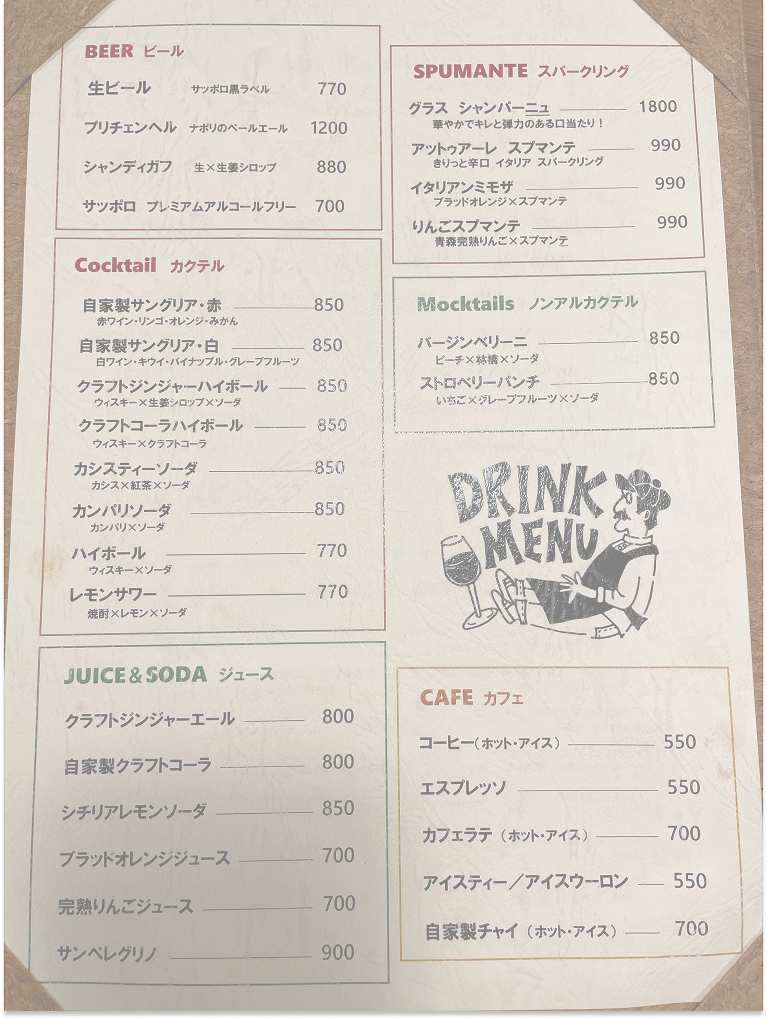 BEER ビール
生ビール サッポロ黒ラベル 770
プリチェンヘル ナポリのペールエール 1200
シャンディガフ 生×生姜シロップ 880
サッポロ プレミアムアルコールフリー 700
Cocktail カクテル
自家製サングリア・赤 850
赤ワイン・リンゴ・オレンジ・みかん
自家製サングリア・白 850
白ワイン・キウイ・パイナップル・グレープフルーツ
クラフトジンジャーハイボール 850
ウィスキー×生姜シロップ×ソーダ
クラフトコーラハイボール 850
ウィスキー×クラフトコーラ
カシスティーソーダ 850
カシス×紅茶×ソーダ
カンパリソーダ 850
カンパリ×ソーダ
ハイボール 770
ウィスキー×ソーダ
レモンサワー 770
焼酎×レモン×ソーダ
JUICE&SODA ジュース
クラフトジンジャーエール 800
自家製クラフトコーラ 800
シチリアレモンソーダ 850
ブラッドオレンジジュース 700
完熟りんごジュース 700
サンペレグリノ 900
SPUMANTE スパークリング
グラス シャンパーニュ 1800
華やかでキレと弾力のある口当たり!
アットゥアーレ スプマンテ 990
きりっと辛口 イタリア スパークリング
イタリアンミモザ 990
ブラッドオレンジ×スプマンテ
りんごスプマンテ 990
青森完熟りんご×スプマンテ
Mocktails ノンアルカクテル
バージンベリーニ 850
ピーチ×林檎×ソーダ
ストロベリーパンチ 850
いちご×グレープフルーツ×ソーダ
DRINK
MENU
CAFE カフェ
コーヒー(ホット・アイス) 550
エスプレッソ 550
カフェラテ(ホット・アイス) 700
アイスティー/アイスウーロン 550
自家製チャイ(ホット・アイス) 700